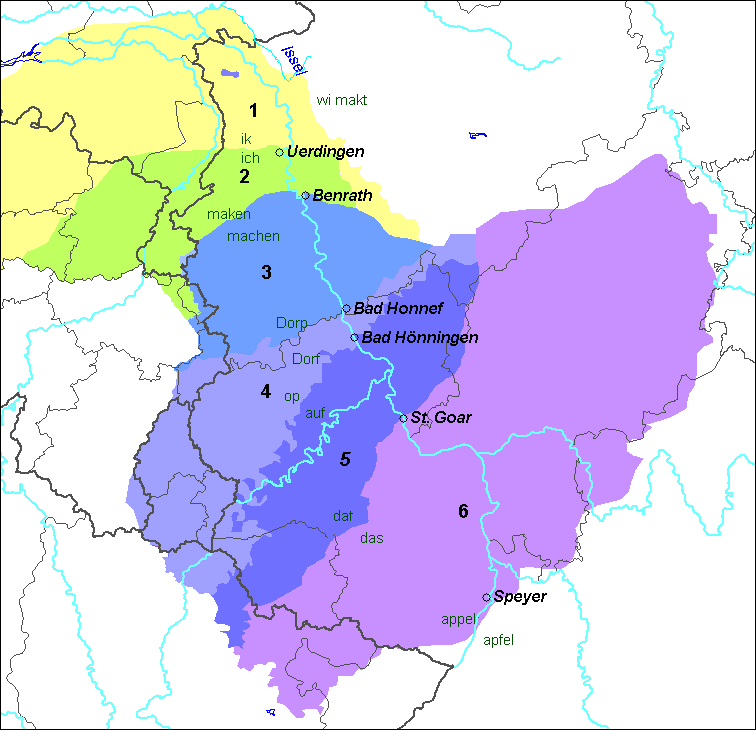 Issel
wi makt
1
ik
ich
Uerdingen
2
Benrath
maken
machen
3
Bad Honnef
Dorp
Bad Hönningen
Dorf
4
op
auf
St. Goar
5
6
dat
das
Speyer
appel
apfel